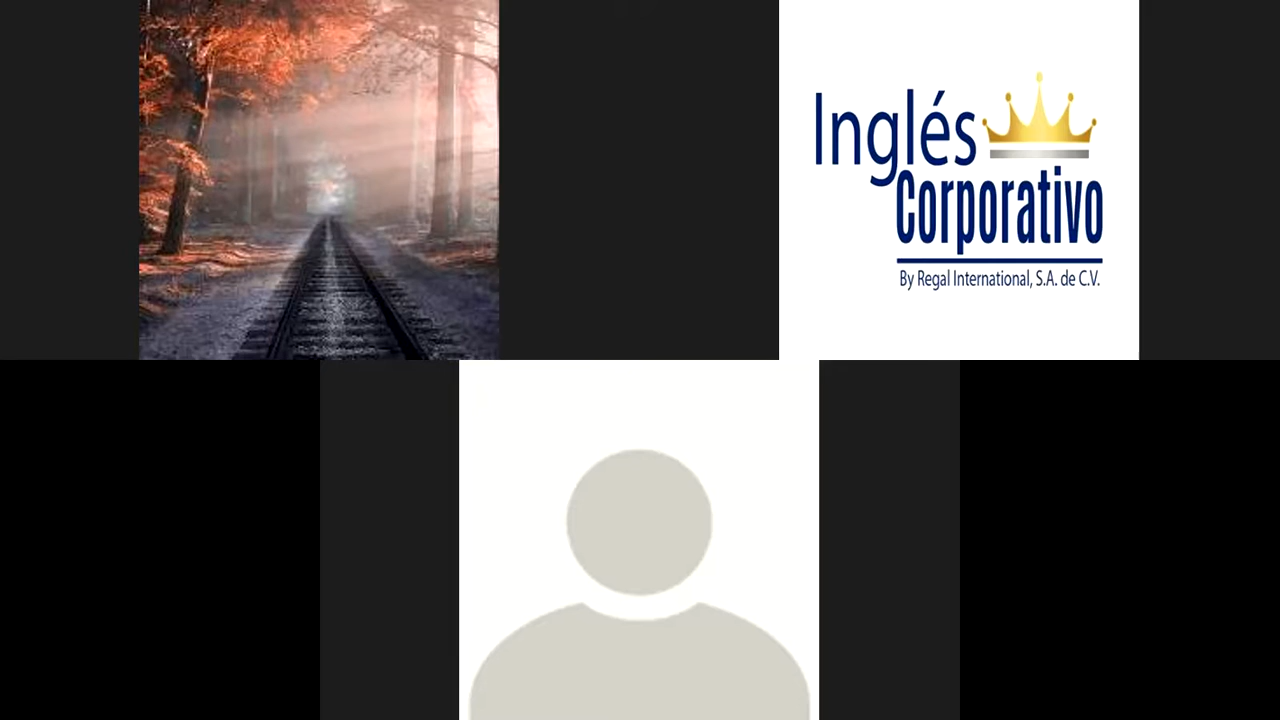 Inglés
Corporativo
By Regal International, S.A. de C.V.